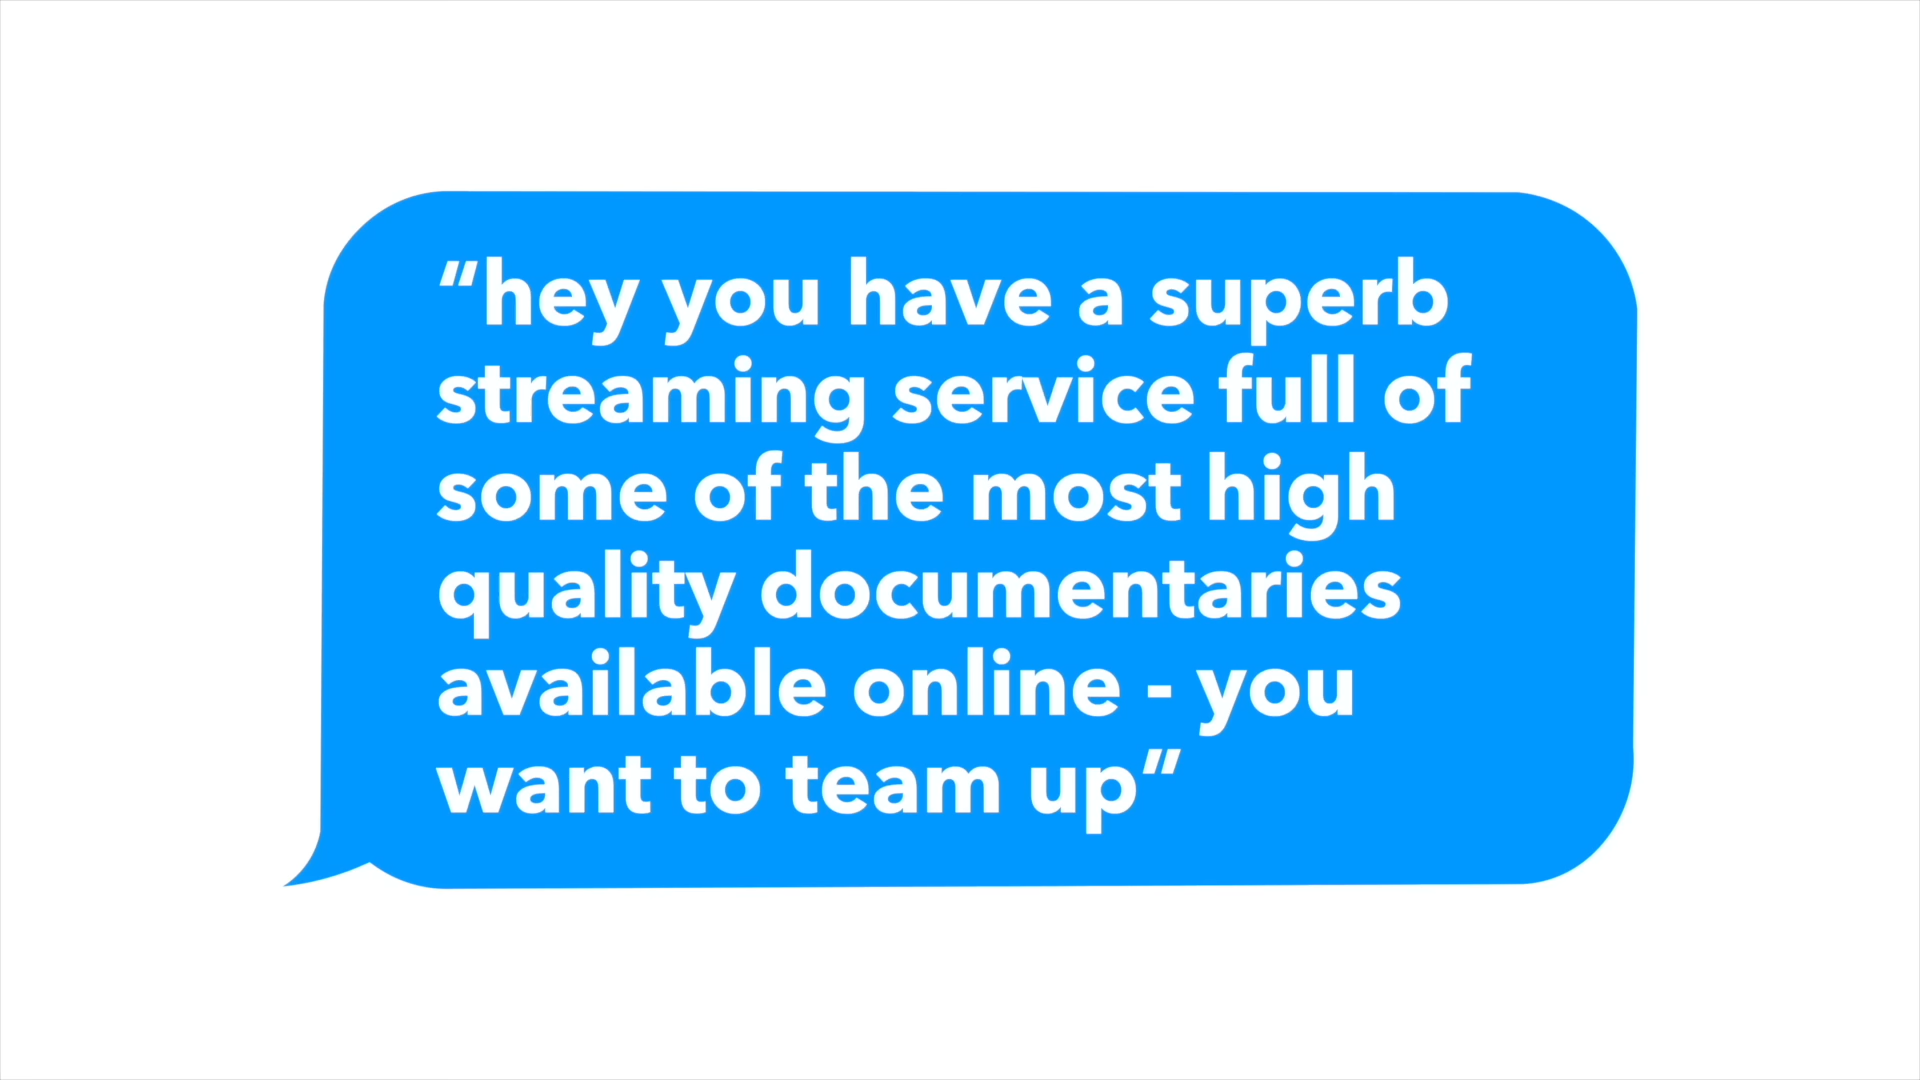 “hey you have a superb
streaming service full of
some of the most high
quality documentaries
available online - you
want to team up”